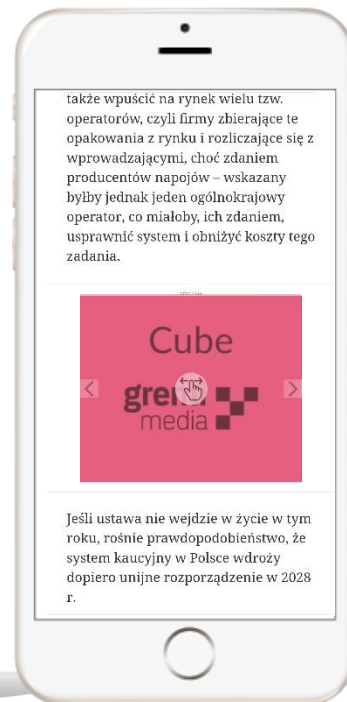 także wpuścić na rynek wielu tzw.
operatorów, czyli firmy zbierające te
opakowania z rynku i rozliczające się z
wprowadzającymi, choć zdaniem
producentów napojów – wskazany
byłby jednak jeden ogólnokrajowy
operator, co miałoby, ich zdaniem,
usprawnić system i obniżyć koszty tego
zadania.
Cube
media
Jeśli ustawa nie wejdzie w życie w tym
roku, rośnie prawdopodobieństwo, że
system kaucyjny w Polsce wdroży
dopiero unijne rozporządzenie w 2028
r.